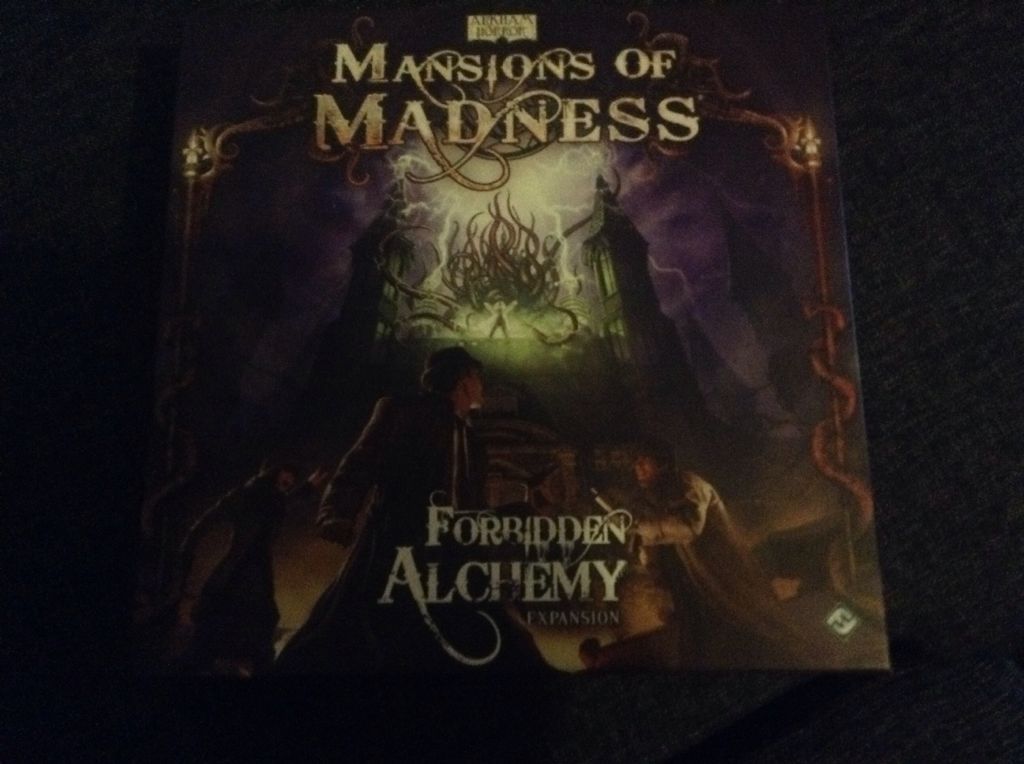 ARKHAM
HORROR
MANSIONS OF
MADNESS
FORBIDDEN
ALCHEMY
EXPANSION